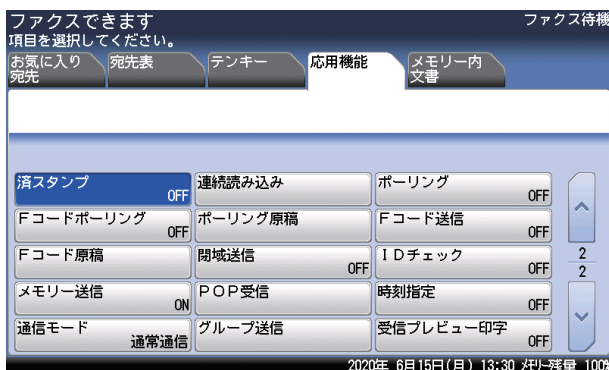 ファクスできます
ファクス待機
項目を選択してください。
お気に入り
宛先
宛先表
テンキー
応用機能
メモリー内
文書
済スタンプ
OFF
連続読み込み
ポーリング
OFF
Fコードポーリング
OFF
ポーリング原稿
Fコード送信
OFF
Fコード原稿
閉域送信
OFF
IDチェック
OFF
2
2
メモリー送信
ON
POP受信
時刻指定
OFF
通信モード
通常通信
グループ送信
受信プレビュー印字
OFF
2020年 6月15日(月) 13:30 メモリー残量 100%